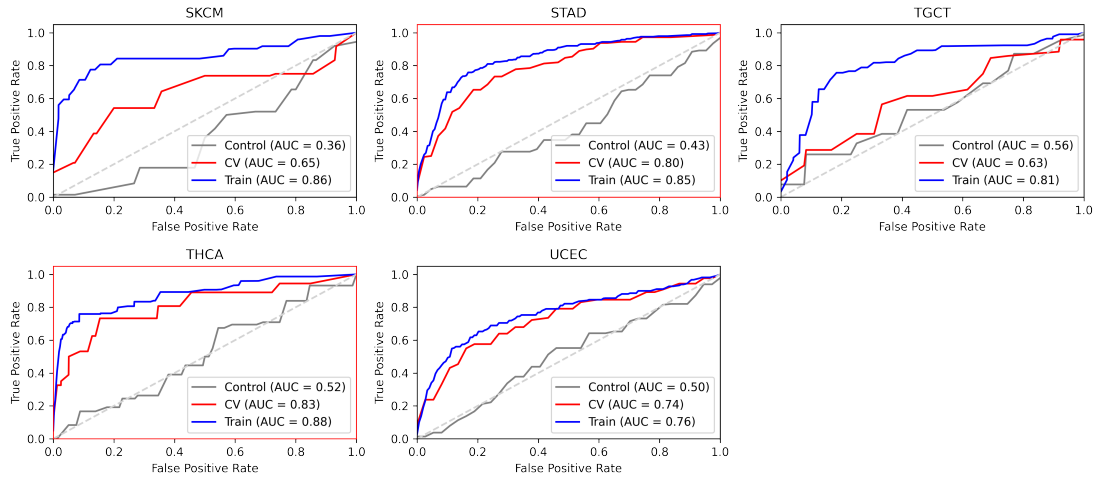 SKCM
1.0
0.8
0.6
0.4
0.2
0.0
True Positive Rate
Control (AUC = 0.36)
CV (AUC = 0.65)
Train (AUC = 0.86)
0.0 0.2 0.4 0.6 0.8 1.0
False Positive Rate
STAD
1.0
0.8
0.6
0.4
0.2
0.0
True Positive Rate
Control (AUC = 0.43)
CV (AUC = 0.80)
Train (AUC = 0.85)
0.0 0.2 0.4 0.6 0.8 1.0
False Positive Rate
TGCT
1.0
0.8
0.6
0.4
0.2
0.0
True Positive Rate
Control (AUC = 0.56)
CV (AUC = 0.63)
Train (AUC = 0.81)
0.0 0.2 0.4 0.6 0.8 1.0
False Positive Rate
THCA
1.0
0.8
0.6
0.4
0.2
0.0
True Positive Rate
Control (AUC = 0.52)
CV (AUC = 0.83)
Train (AUC = 0.88)
0.0 0.2 0.4 0.6 0.8 1.0
False Positive Rate
UCEC
1.0
0.8
0.6
0.4
0.2
0.0
True Positive Rate
Control (AUC = 0.50)
CV (AUC = 0.74)
Train (AUC = 0.76)
0.0 0.2 0.4 0.6 0.8 1.0
False Positive Rate